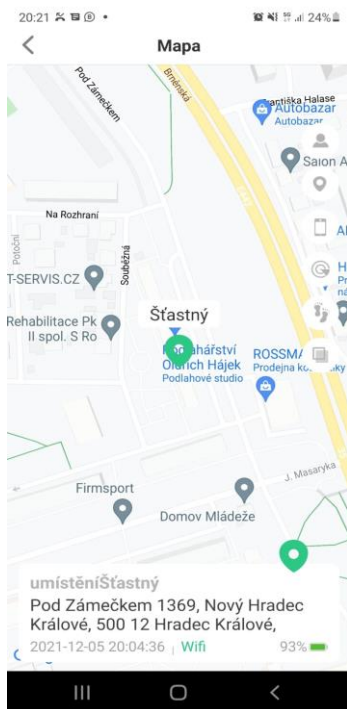 20:21
24%
Mapa
Pod Zámečkem
Brněnská
Františka Halase
Autobazar
Autobazar
Salon A
Na Rozhraní
Potoční
Souběžná
T-SERVIS.CZ
Šťastný
Rehabilitace Pk
II spol. S Ro
Oldřich Hájek
Podlahové studio
ROSSMA
Prodejna
J. Masaryka
Firmsport
Domov Mládeže
umístěníŠťastný
Pod Zámečkem 1369, Nový Hradec
Králové, 500 12 Hradec Králové,
2021-12-05 20:04:36 Wifi 93%